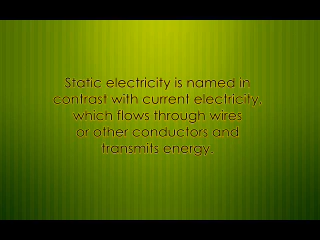 Static electricity is named in
contrast with current electricity,
which flows through wires
or other conductors and
transmits energy.